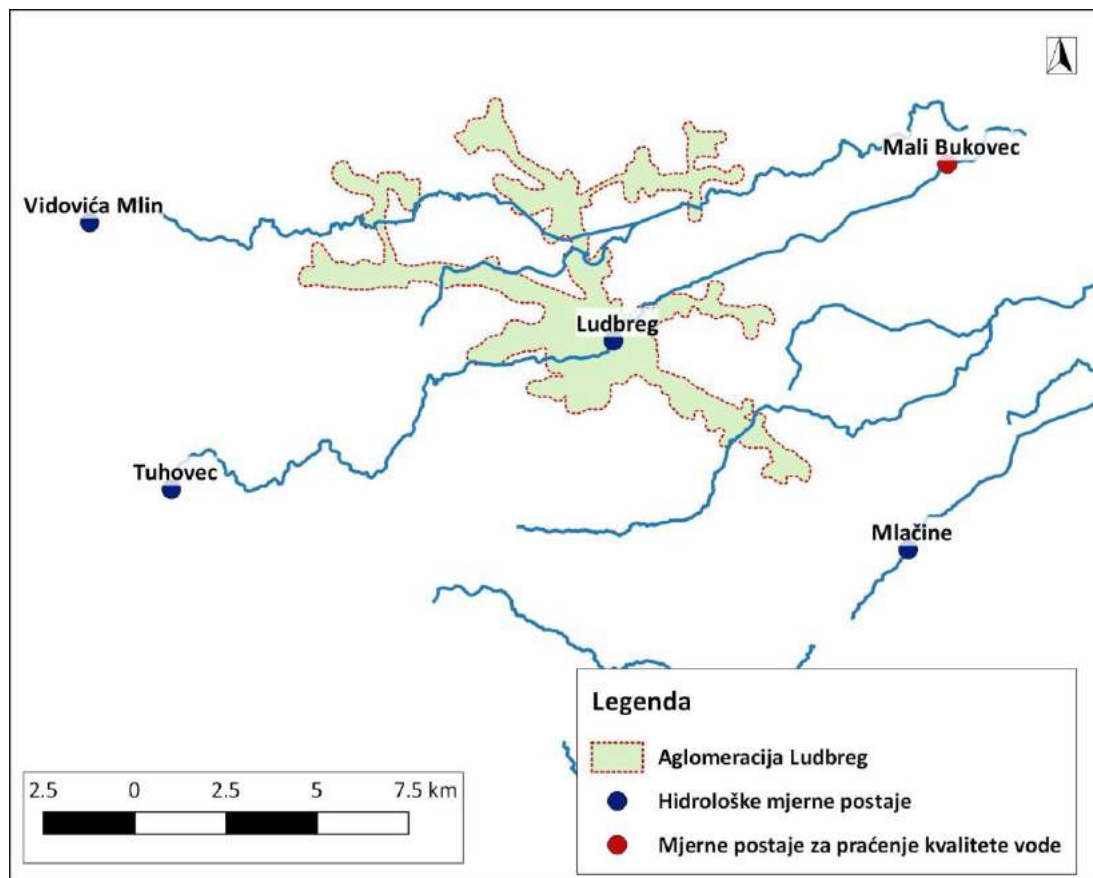 Mali Bukovec
Vidovića Mlin
Ludbreg
Tuhovec
Mlačine
Legenda
Aglomeracija Ludbreg
Hidrološke mjerne postaje
Mjerne postaje za praćenje kvalitete vode
2.5 0 2.5 5 7.5 km